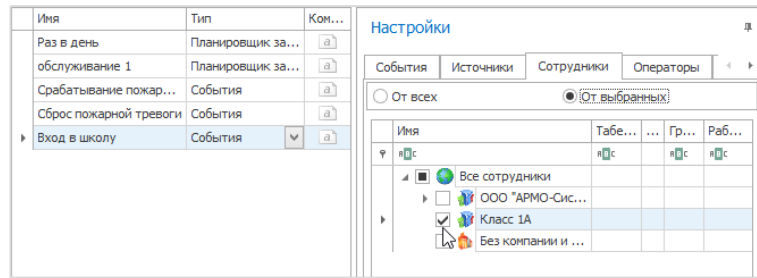 Имя Тип Ком...
Раз в день Планировщик за...
обслуживание 1 Планировщик за...
Срабатывание пожар... События
Сброс пожарной тревоги События
Вход в школу События
Настройки
События Источники Сотрудники Операторы
От всех От выбранных
Имя Табе... ... Гр... Раб...
Все сотрудники
ООО "АРМО-Сис...
Класс 1А
Без компании и ...